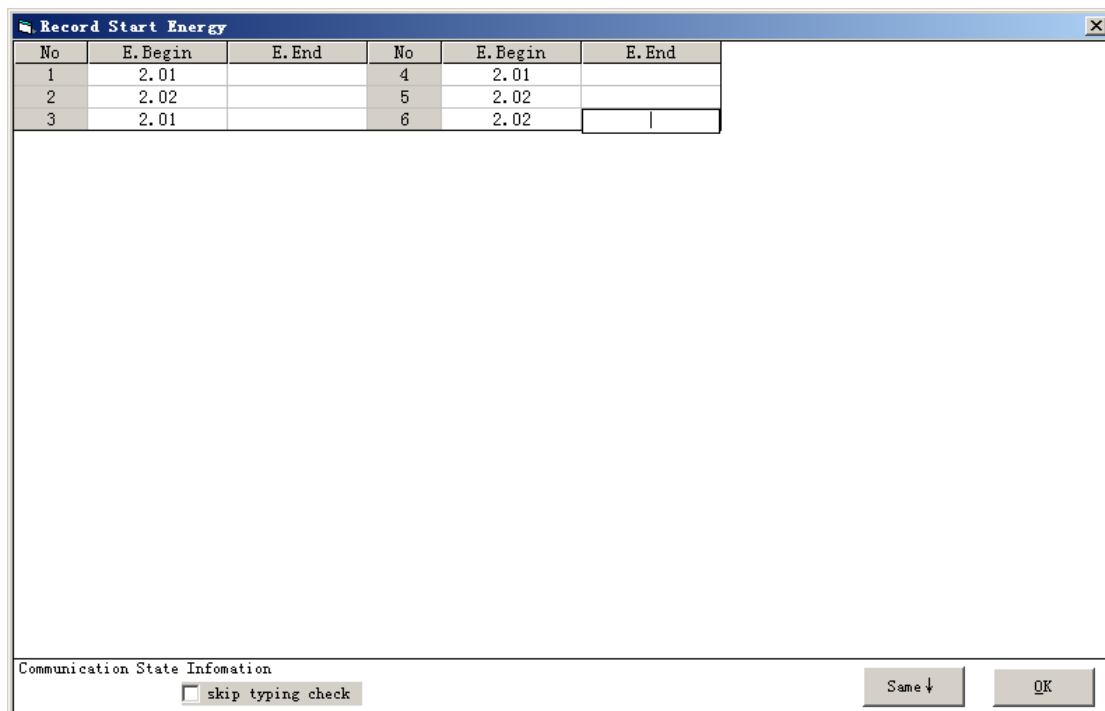 Record Start Energy
No E.Begin E.End No E.Begin E.End
1 2.01 4 2.01
2 2.02 5 2.02
3 2.01 6 2.02
Communication State Infomation
skip typing check
Same↓
OK